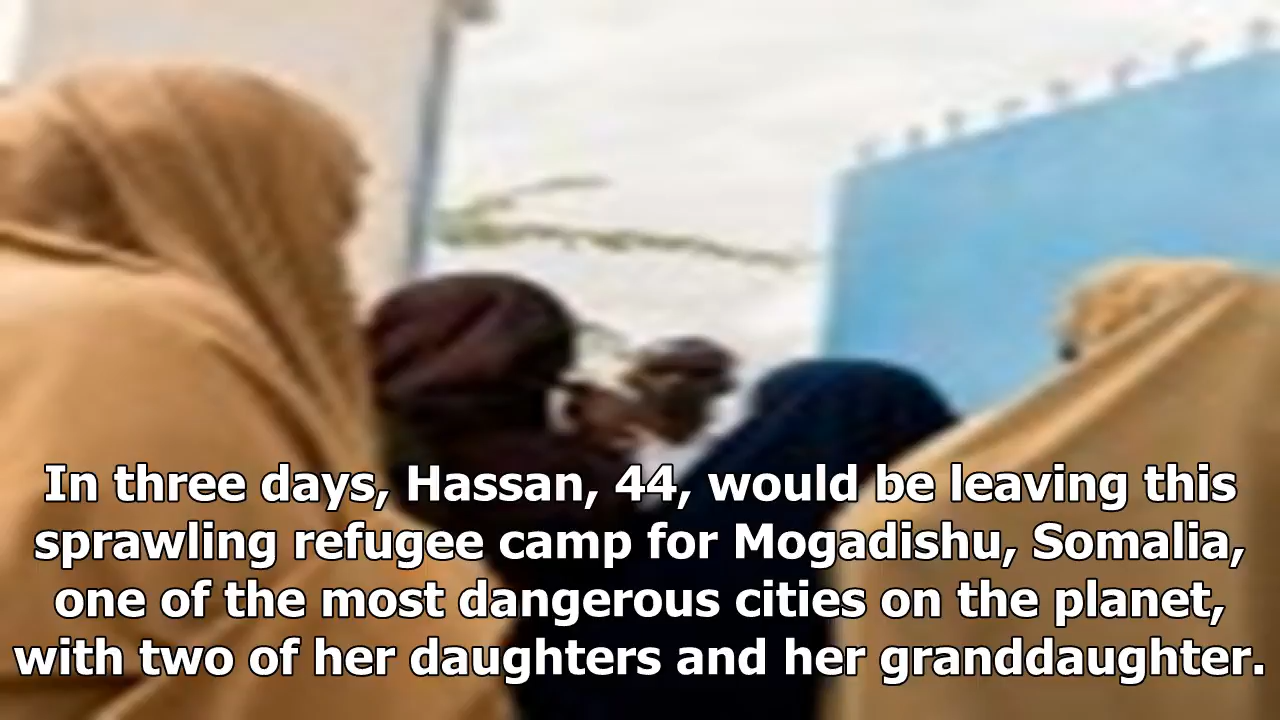 In three days, Hassan, 44, would be leaving this
sprawling refugee camp for Mogadishu, Somalia,
one of the most dangerous cities on the planet,
with two of her daughters and her granddaughter.